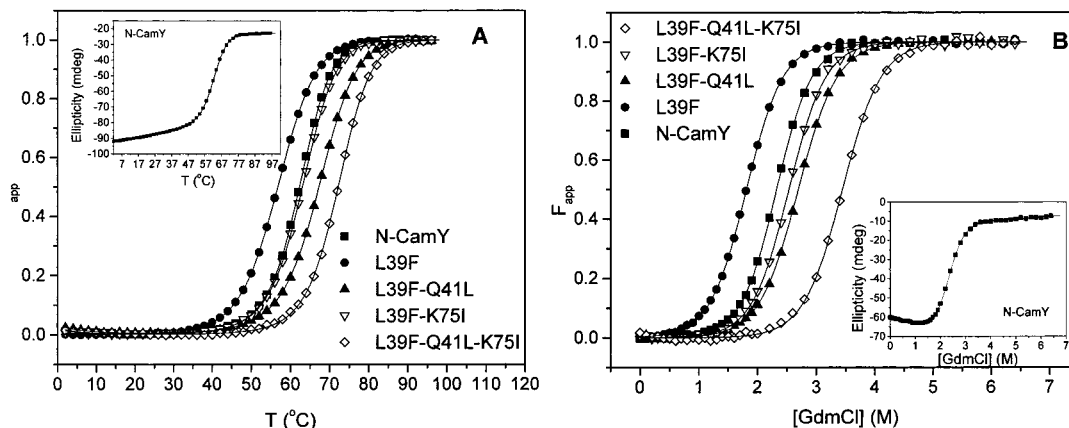 A
N-CamY
Ellipticity (mdeg)
-20
-30
-40
-50
-60
-70
-80
-90
-100
7 17 27 37 47 57 67 77 87 97
T (°C)
app
1.0
0.8
0.6
0.4
0.2
0.0
N-CamY
L39F
L39F-Q41L
L39F-K75I
L39F-Q41L-K75I
0 10 20 30 40 50 60 70 80 90 100 110 120
T (°C)
B
L39F-Q41L-K75I
L39F-K75I
L39F-Q41L
L39F
N-CamY
Fapp
1.0
0.8
0.6
0.4
0.2
0.0
Ellipticity (mdeg)
0
-10
-20
-30
-40
-50
-60
-70
N-CamY
0 1 2 3 4 5 6 7
[GdmCl] (M)
0 1 2 3 4 5 6 7
[GdmCl] (M)